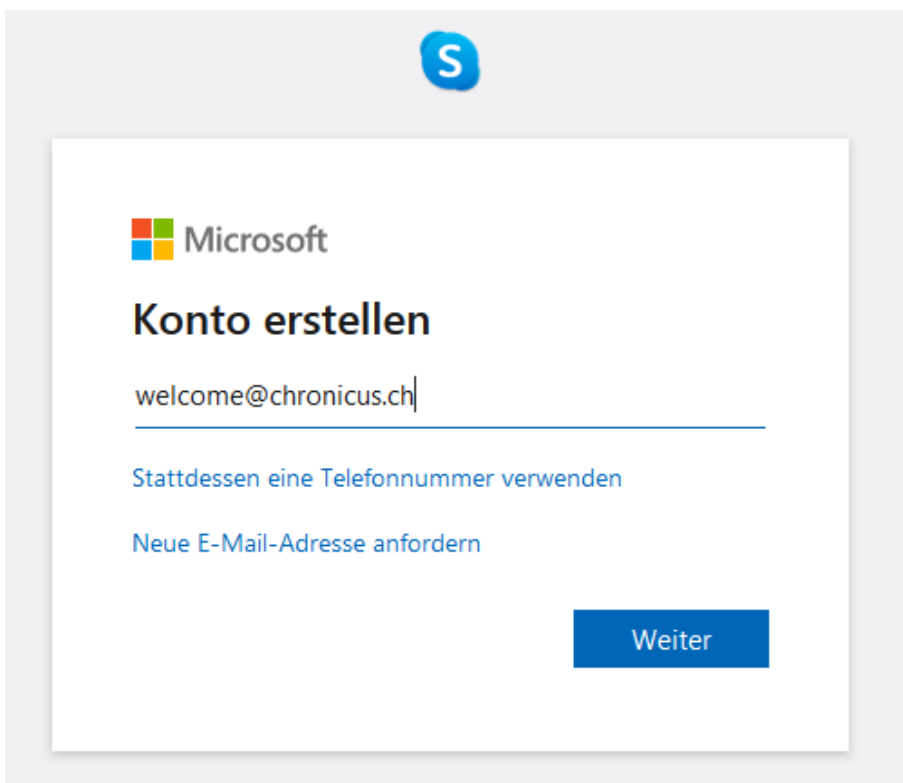 S
Microsoft
Konto erstellen
welcome@chronicus.ch
Stattdessen eine Telefonnummer verwenden
Neue E-Mail-Adresse anfordern
Weiter